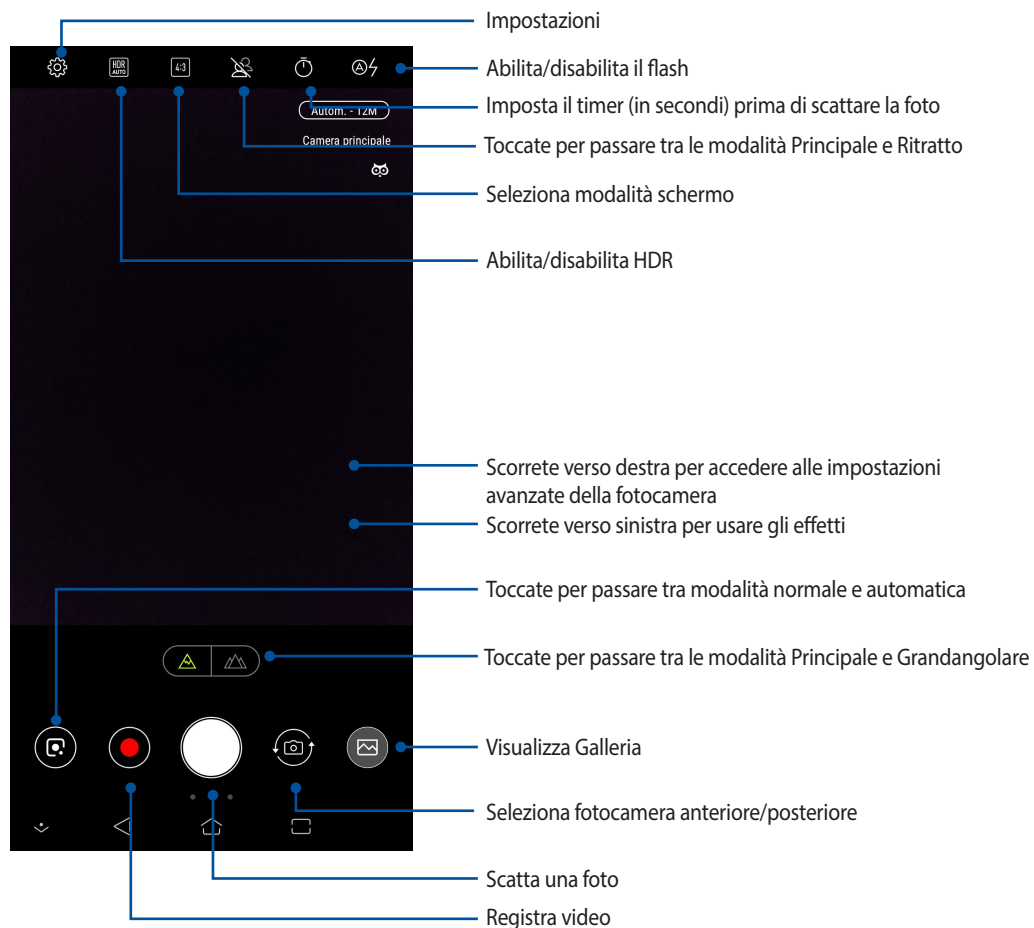 Impostazioni
Abilita/disabilita il flash
Imposta il timer (in secondi) prima di scattare la foto
Toccate per passare tra le modalità Principale e Ritratto
Seleziona modalità schermo
Abilita/disabilita HDR
HDR
AUTO
4:3
A
Autom. - 12M
Camera principale
Scorrete verso destra per accedere alle impostazioni
avanzate della fotocamera
Scorrete verso sinistra per usare gli effetti
Toccate per passare tra modalità normale e automatica
Toccate per passare tra le modalità Principale e Grandangolare
Visualizza Galleria
Seleziona fotocamera anteriore/posteriore
Scatta una foto
Registra video